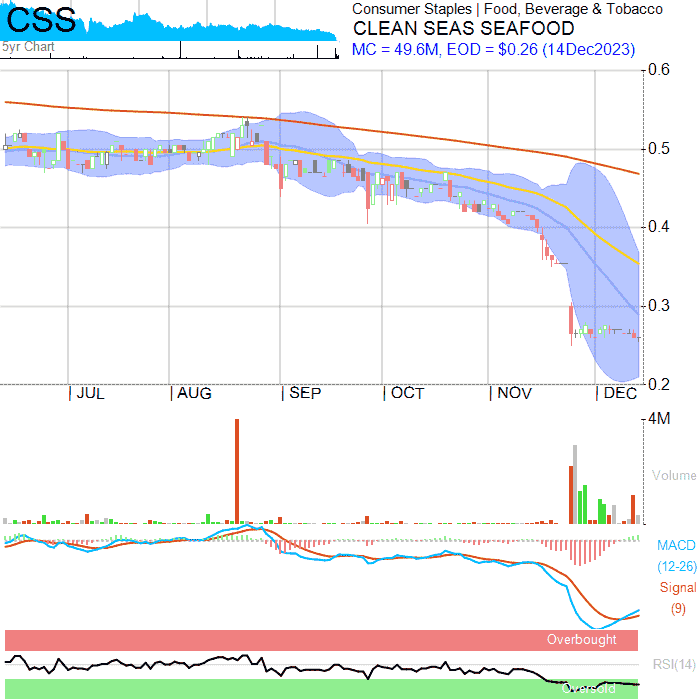 CSS
5yr Chart
Consumer Staples | Food, Beverage & Tobacco
CLEAN SEAS SEAFOOD
MC = 49.6M, EOD = $0.26 (14Dec2023)
0.6
0.5
0.4
0.3
0.2
JUL AUG SEP OCT NOV DEC
4M
Volume
MACD
(12-26)
Signal
(9)
Overbought
RSI(14)
Oversold